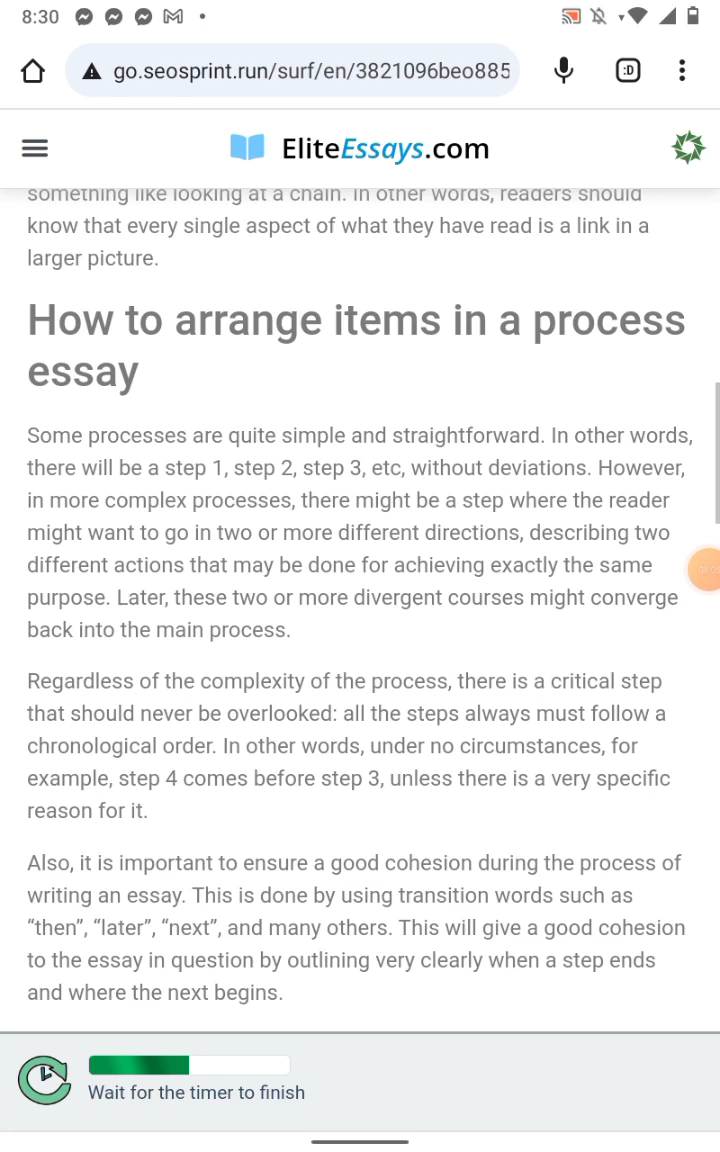 8:30
go.seosprint.run/surf/en/3821096beo885
:D
EliteEssays.com
something like looking at a chain. In other words, readers should
know that every single aspect of what they have read is a link in a
larger picture.
How to arrange items in a process
essay
Some processes are quite simple and straightforward. In other words,
there will be a step 1, step 2, step 3, etc, without deviations. However,
in more complex processes, there might be a step where the reader
might want to go in two or more different directions, describing two
different actions that may be done for achieving exactly the same
purpose. Later, these two or more divergent courses might converge
back into the main process.
Regardless of the complexity of the process, there is a critical step
that should never be overlooked: all the steps always must follow a
chronological order. In other words, under no circumstances, for
example, step 4 comes before step 3, unless there is a very specific
reason for it.
Also, it is important to ensure a good cohesion during the process of
writing an essay. This is done by using transition words such as
“then”, “later”, “next”, and many others. This will give a good cohesion
to the essay in question by outlining very clearly when a step ends
and where the next begins.
Wait for the timer to finish